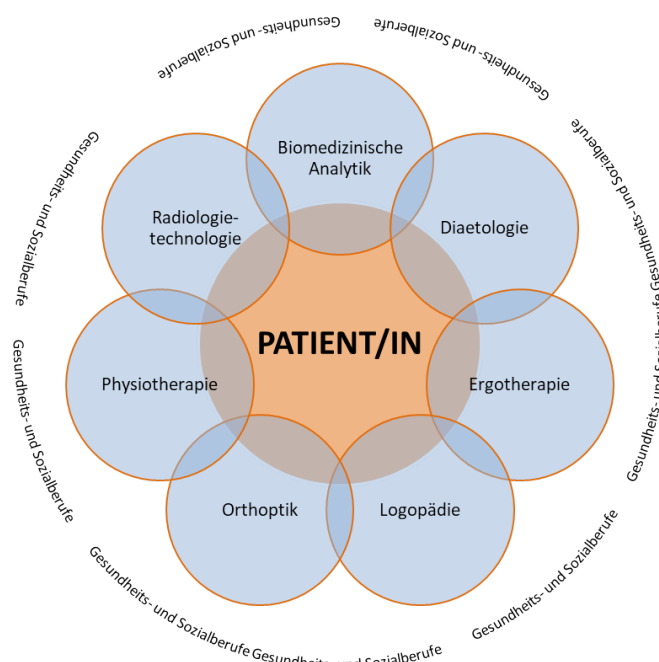 Gesundheits- und Sozialberufe
Gesundheits- und Sozialberufe
Gesundheits- und Sozialberufe
Gesundheits- und Sozialberufe
Biomedizinische
Analytik
Radiologie-
technologie
Diaetologie
PATIENT/IN
Physiotherapie
Ergotherapie
Orthoptik
Logopädie
Gesundheits- und Sozialberufe
Gesundheits- und Sozialberufe
Gesundheits- und Sozialberufe
Gesundheits- und Sozialberufe
Gesundheits- und Sozialberufe